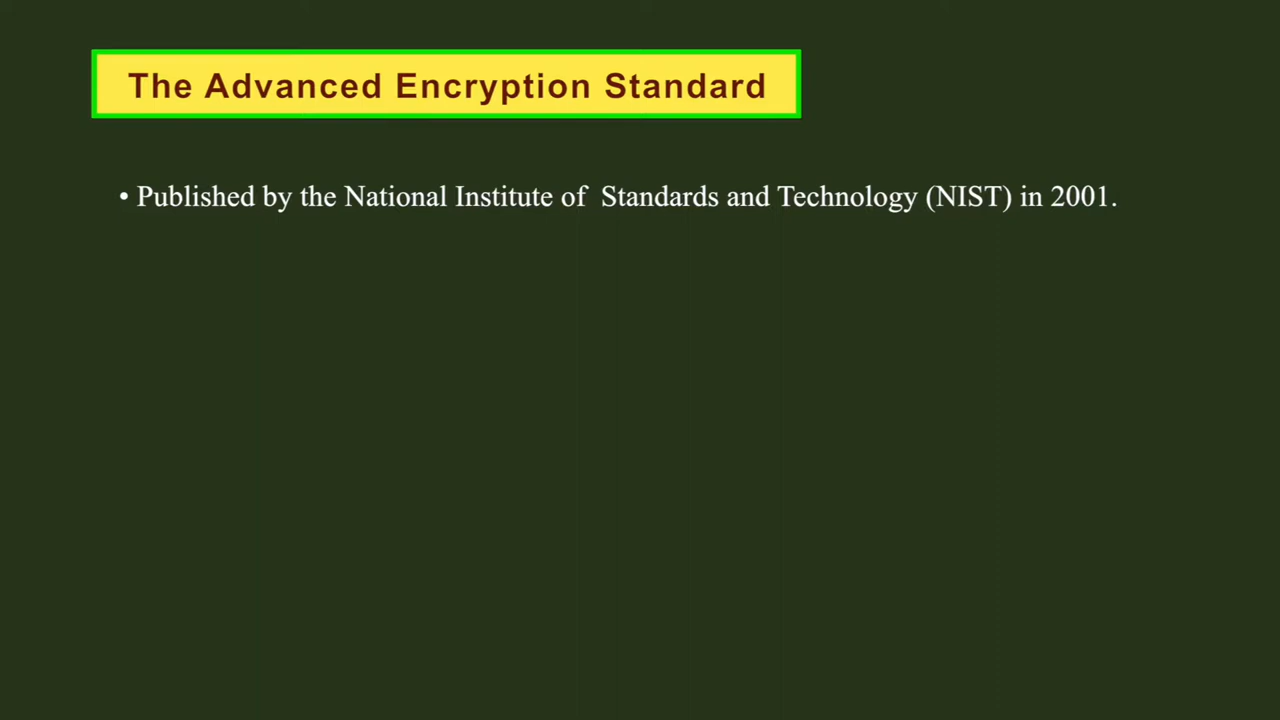 The Advanced Encryption Standard
• Published by the National Institute of  Standards and Technology (NIST) in 2001.